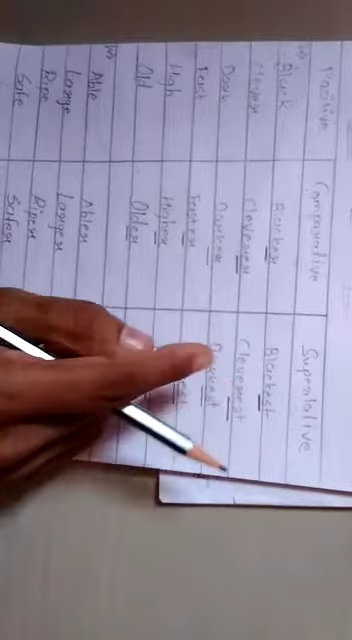 Positive Comparative Superlative
Black Blacker Blackest
Clever Cleverer Cleverest
Dark Darker Darkest
Fast Faster
High Higher
Old Older
Able Abler
Large Larger
Ripe Riper
Safe Safer